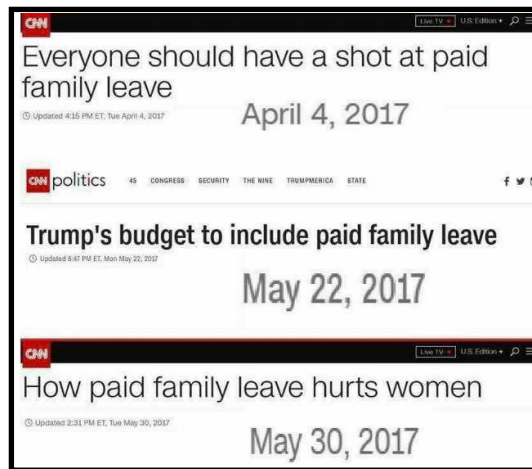 CNN Live TV U.S. Edition +
Everyone should have a shot at paid
family leave
Updated 4:15 PM ET, Tue April 4, 2017
April 4, 2017
CNN politics 45 CONGRESS SECURITY THE NINE TRUMPMERICA STATE
Trump's budget to include paid family leave
Updated 8:47 PM ET, Mon May 22, 2017
May 22, 2017
CNN Live TV U.S. Edition +
How paid family leave hurts women
Updated 2:31 PM ET, Tue May 30, 2017
May 30, 2017